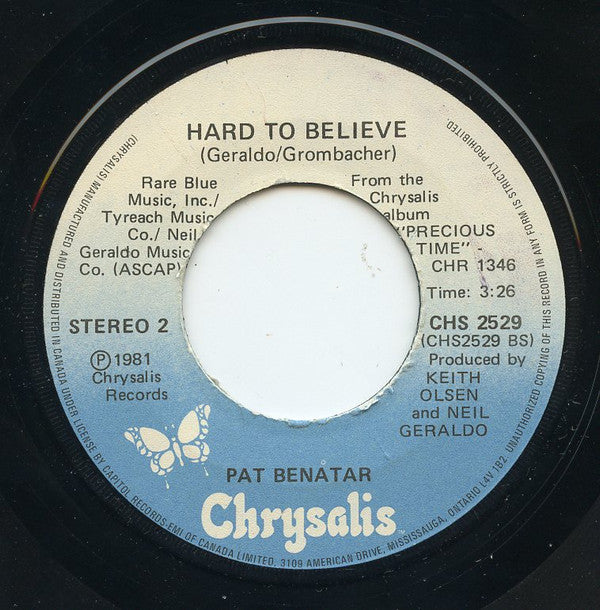 HARD TO BELIEVE
(Geraldo/Grombacher)
Rare Blue
Music, Inc./
Tyreach Music
Co./ Neil
Geraldo Music
Co. (ASCAP)
From the
Chrysalis
album
"PRECIOUS
TIME"
CHR 1346
Time: 3:26
STEREO 2
Ⓟ1981
Chrysalis
Records
CHS 2529
(CHS2529 BS)
Produced by
KEITH
OLSEN
and NEIL
GERALDO
PAT BENATAR
Chrysalis
TM
(CHRYSALIS) MANUFACTURED AND DISTRIBUTED IN CANADA UNDER LICENSE BY CAPITOL RECORDS-EMI OF CANADA LIMITED, 3109 AMERICAN DRIVE, MISSISSAUGA, ONTARIO L4V 1B2. UNAUTHORIZED COPYING OF THIS RECORD IN ANY FORM IS STRICTLY PROHIBITED